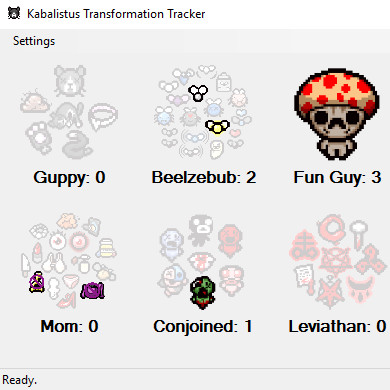 Kabalistus Transformation Tracker
Settings
Guppy: 0 Beelzebub: 2 Fun Guy: 3
Mom: 0 Conjoined: 1 Leviathan: 0
Ready.